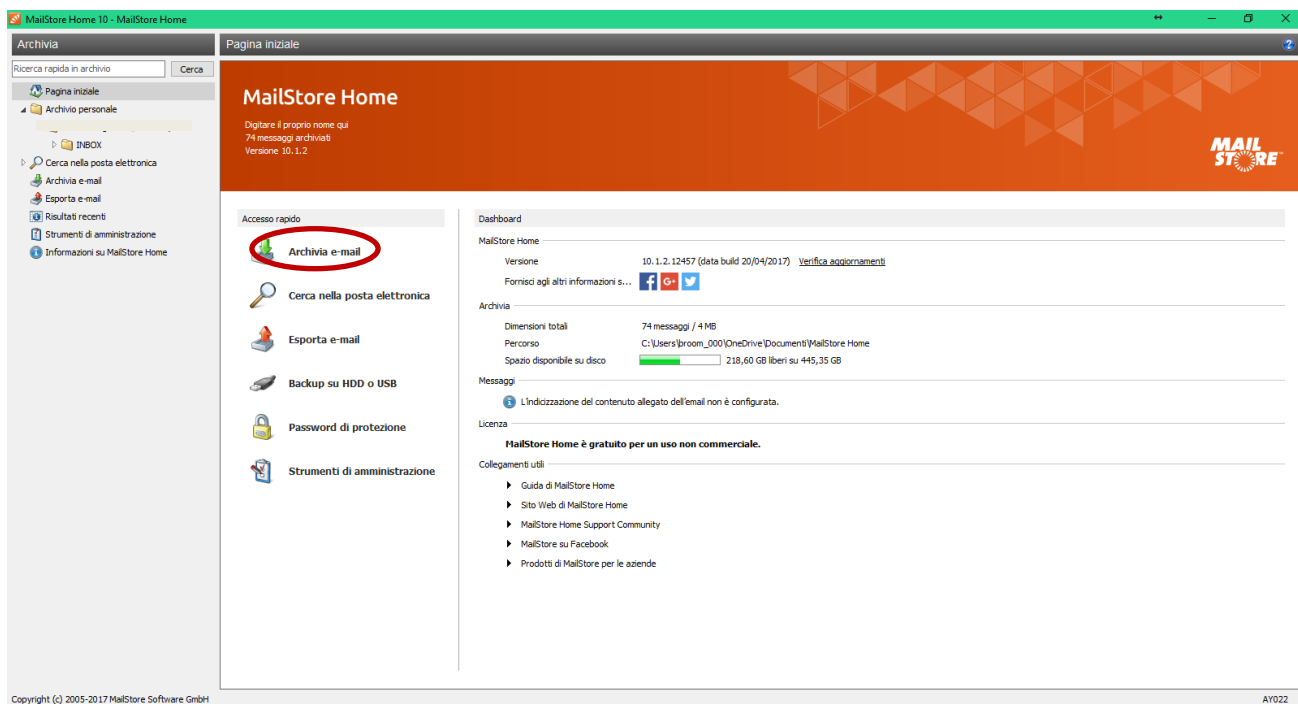 MailStore Home 10 - MailStore Home
Archivia
Pagina iniziale
Ricerca rapida in archivio
Cerca
Pagina iniziale
Archivio personale
INBOX
Cerca nella posta elettronica
Archivia e-mail
Esporta e-mail
Risultati recenti
Strumenti di amministrazione
Informazioni su MailStore Home
MailStore Home
Digitare il proprio nome qui
74 messaggi archiviati
Versione 10.1.2
MAIL
STORE
Accesso rapido
Archivia e-mail
Cerca nella posta elettronica
Esporta e-mail
Backup su HDD o USB
Password di protezione
Strumenti di amministrazione
Dashboard
MailStore Home
Versione 10.1.2.12457 (data build 20/04/2017) Verifica aggiornamenti
Fornisci agli altri informazioni s... f G+
Archivia
Dimensioni totali 74 messaggi / 4 MB
Percorso C:\Users\broom_000\OneDrive\Documenti\MailStore Home
Spazio disponibile su disco 218,60 GB liberi su 445,35 GB
Messaggi
L'indicizzazione del contenuto allegato dell'email non è configurata.
Licenza
MailStore Home è gratuito per un uso non commerciale.
Collegamenti utili
Guida di MailStore Home
Sito Web di MailStore Home
MailStore Home Support Community
MailStore su Facebook
Prodotti di MailStore per le aziende
Copyright (c) 2005-2017 MailStore Software GmbH
AY022